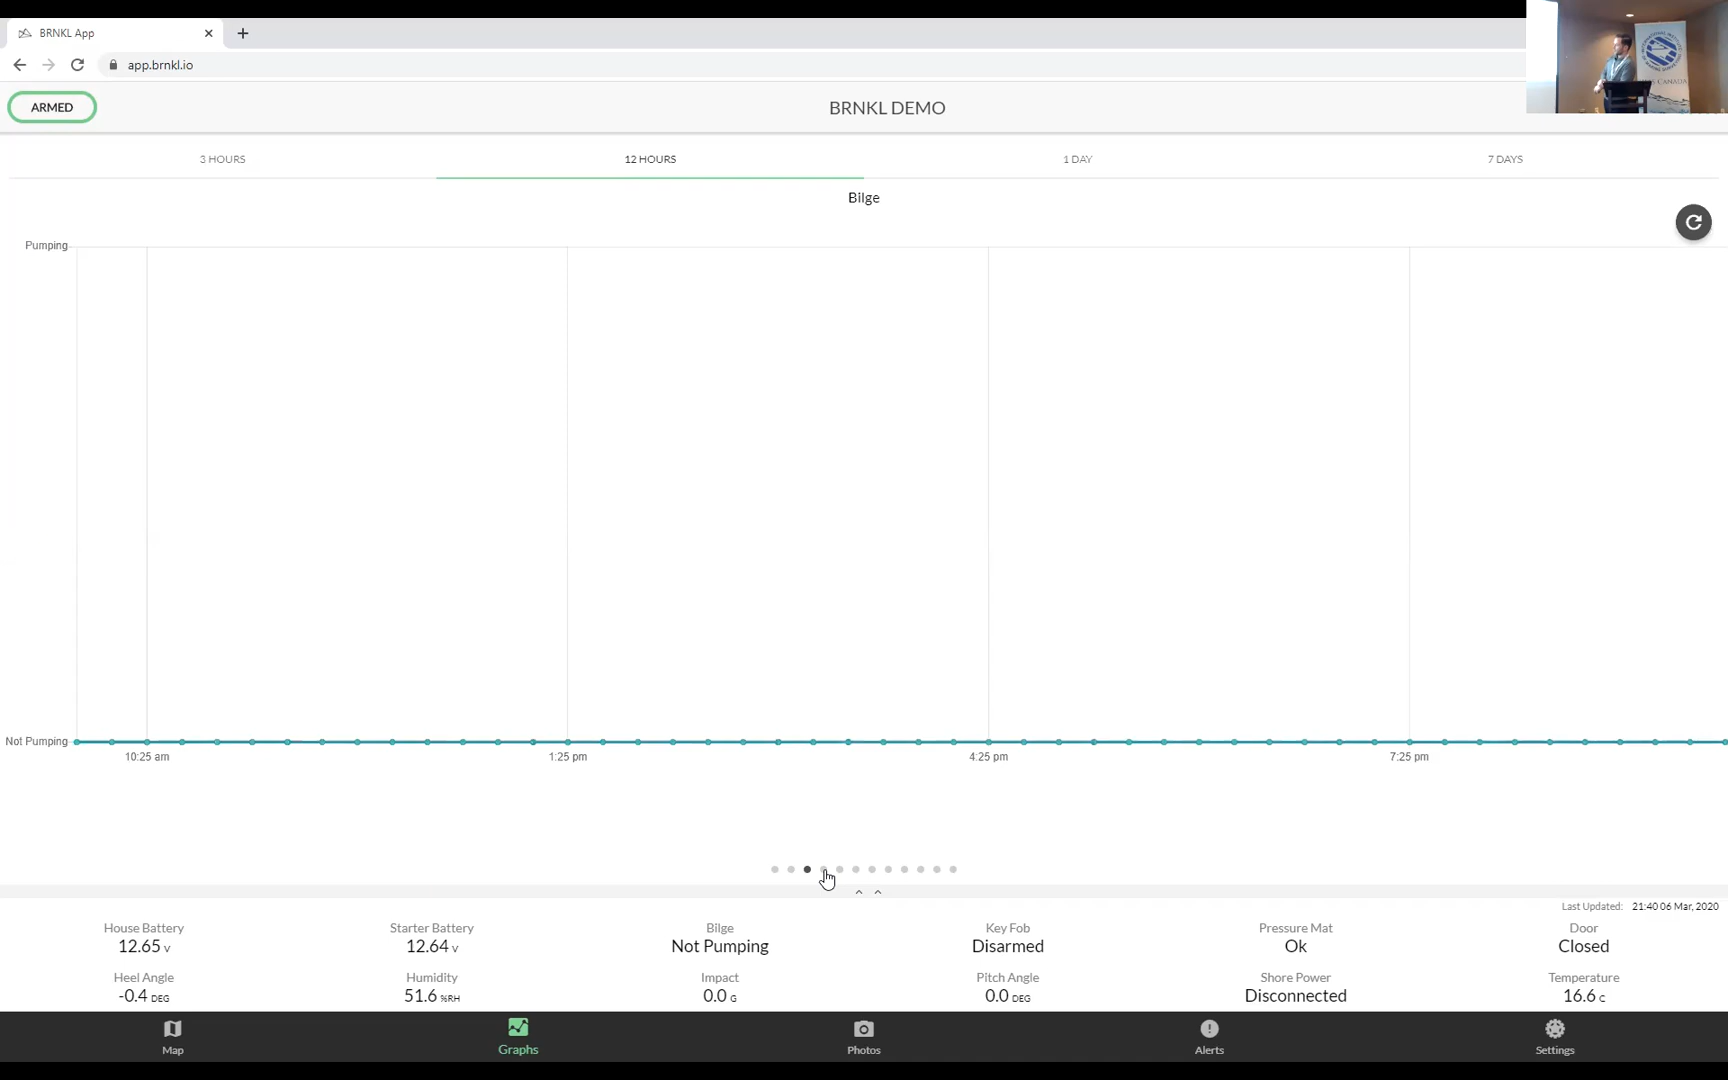 BRNKL App
app.brnkl.io
ARMED
BRNKL DEMO
3 HOURS
12 HOURS
1 DAY
7 DAYS
Bilge
Pumping
Not Pumping
10:25 am
1:25 pm
4:25 pm
7:25 pm
Last Updated: 21:40 06 Mar, 2020
House Battery
12.65 V
Starter Battery
12.64 V
Bilge
Not Pumping
Key Fob
Disarmed
Pressure Mat
Ok
Door
Closed
Heel Angle
-0.4 DEG
Humidity
51.6 %RH
Impact
0.0 G
Pitch Angle
0.0 DEG
Shore Power
Disconnected
Temperature
16.6 C
Map
Graphs
Photos
Alerts
Settings